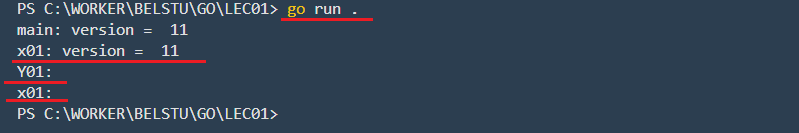 PS C:\WORKER\BELSTU\GO\LEC01> go run .
main: version =  11
x01: version =  11
Y01:
x01:
PS C:\WORKER\BELSTU\GO\LEC01>